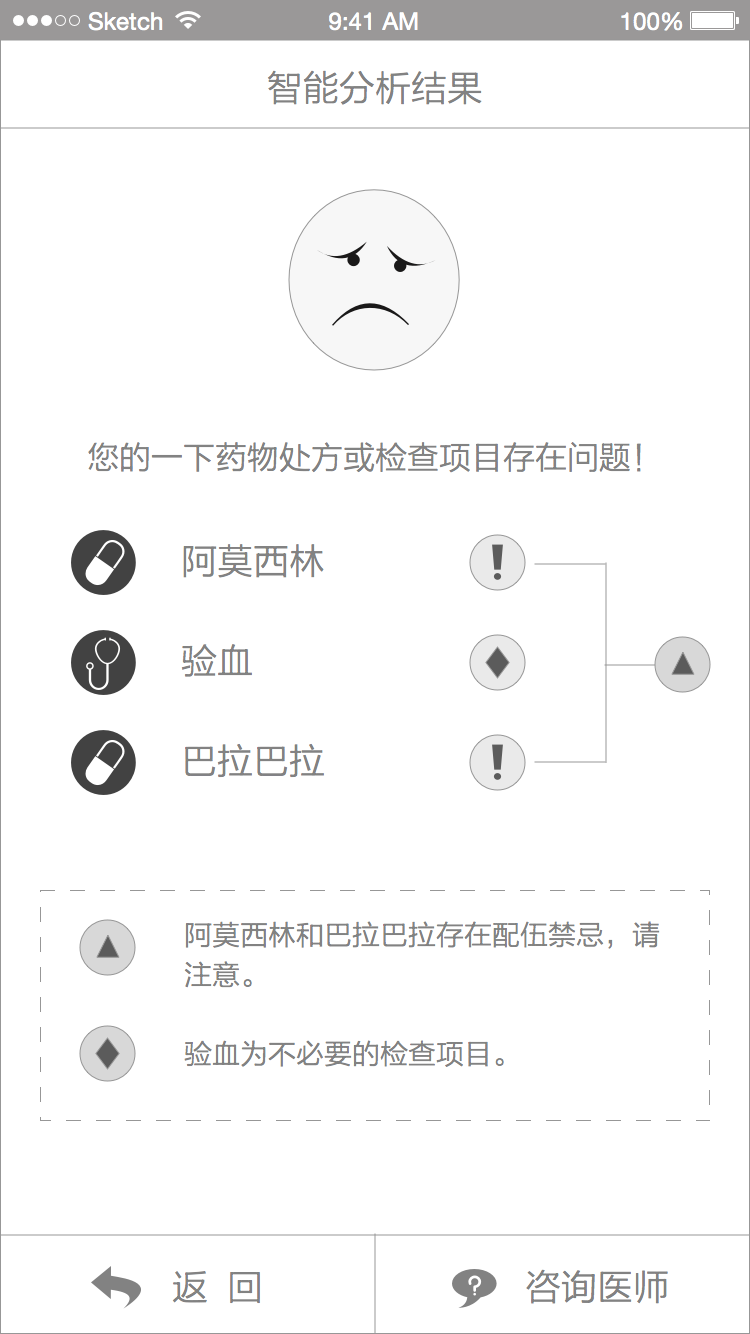 Sketch 9:41 AM 100%
智能分析结果
您的一下药物处方或检查项目存在问题！
阿莫西林
验血
巴拉巴拉
阿莫西林和巴拉巴拉存在配伍禁忌，请
注意。
验血为不必要的检查项目。
返 回 咨询医师